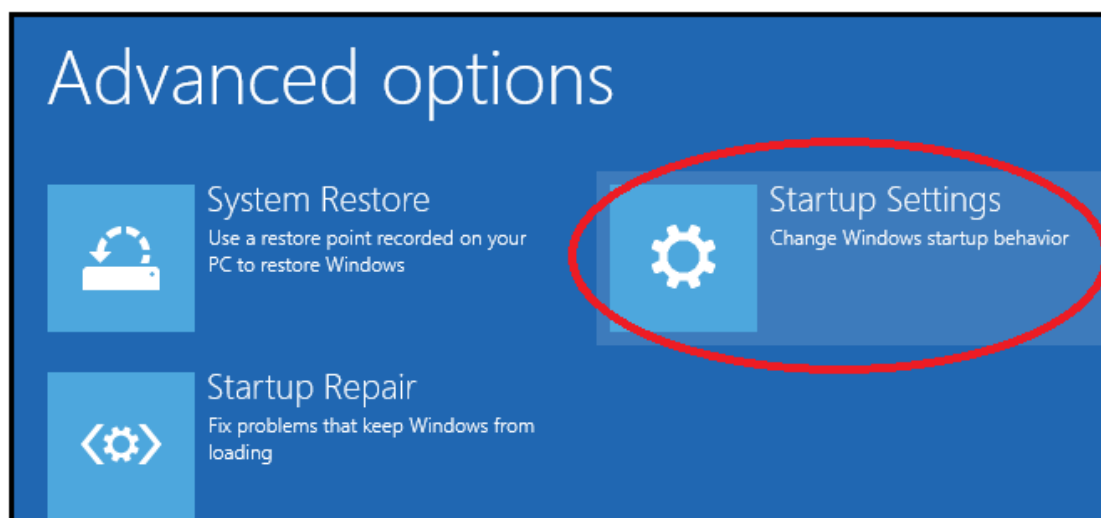 Advanced options
System Restore
Use a restore point recorded on your
PC to restore Windows
Startup Settings
Change Windows startup behavior
Startup Repair
Fix problems that keep Windows from
loading